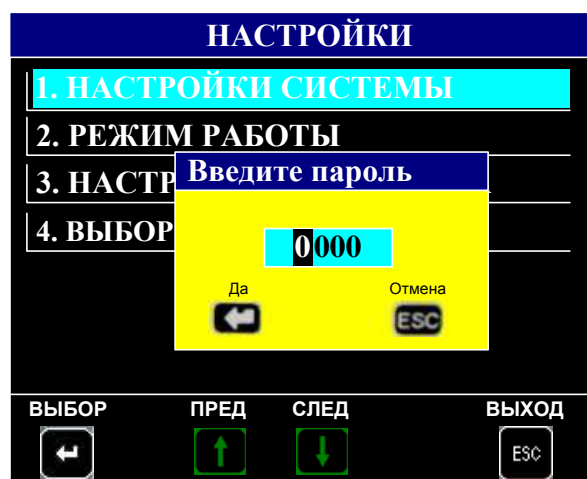 НАСТРОЙКИ
1. НАСТРОЙКИ СИСТЕМЫ
2. РЕЖИМ РАБОТЫ
3. НАСТР
4. ВЫБОР
Введите пароль
0000
Да Отмена
ESC
ВЫБОР ПРЕД СЛЕД ВЫХОД
ESC